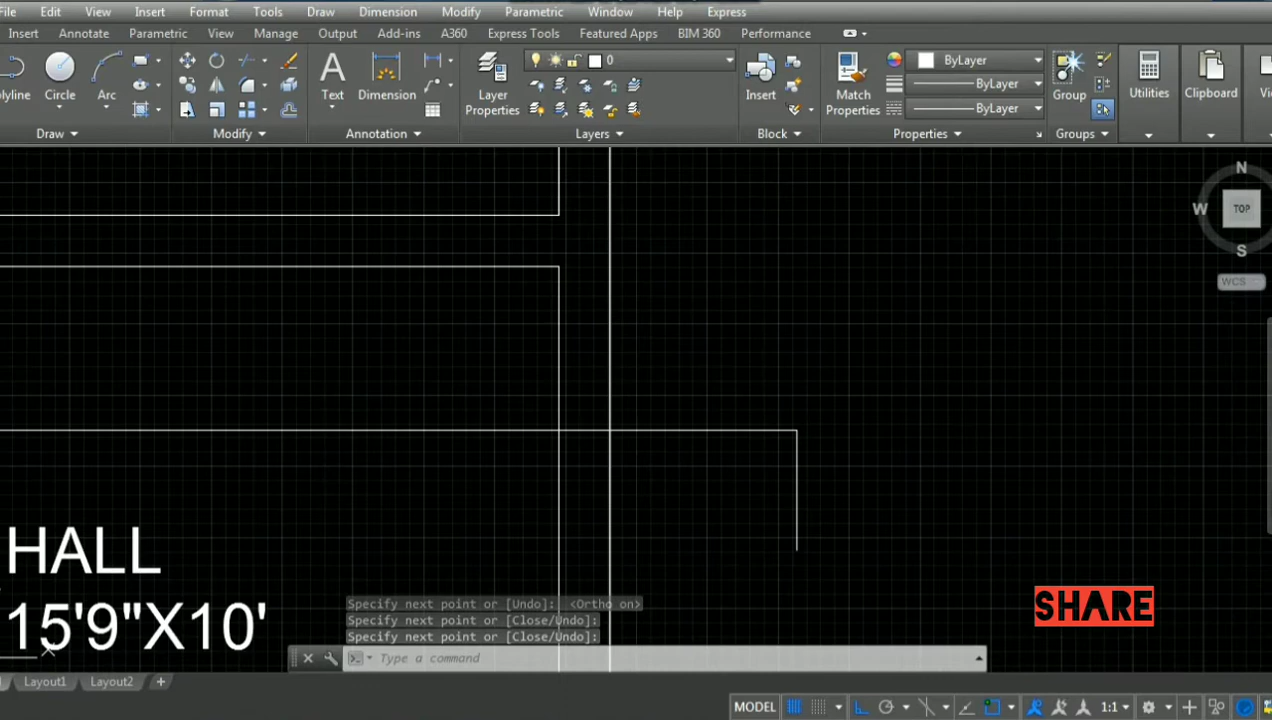 File Edit View Insert Format Tools Draw Dimension Modify Parametric Window Help Express
Insert Annotate Parametric View Manage Output Add-ins A360 Express Tools Featured Apps BIM 360 Performance
olyline Circle Arc
Text Dimension
Layer Properties
0
Insert
Match Properties
ByLayer
ByLayer
ByLayer
Group
Utilities
Clipboard
Draw Modify Annotation Layers Block Properties Groups
N
W TOP
S
WCS
HALL
15'9"X10'
SHARE
Specify next point or [Undo]: <Ortho on>
Specify next point or [Close/Undo]:
Specify next point or [Close/Undo]:
Type a command
Layout1 Layout2 +
MODEL 1:1